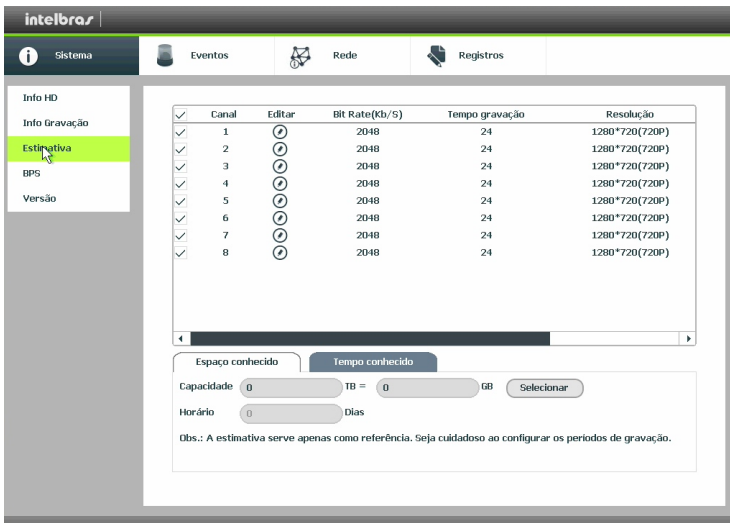 intelbras
Sistema Eventos Rede Registros
Info HD
Info Gravação
Estimativa
BPS
Versão
Canal Editar Bit Rate(Kb/S) Tempo gravação Resolução
1 2048 24 1280*720(720P)
2 2048 24 1280*720(720P)
3 2048 24 1280*720(720P)
4 2048 24 1280*720(720P)
5 2048 24 1280*720(720P)
6 2048 24 1280*720(720P)
7 2048 24 1280*720(720P)
8 2048 24 1280*720(720P)
Espaço conhecido Tempo conhecido
Capacidade 0 TB = 0 GB Selecionar
Horário 0 Dias
Obs.: A estimativa serve apenas como referência. Seja cuidadoso ao configurar os períodos de gravação.